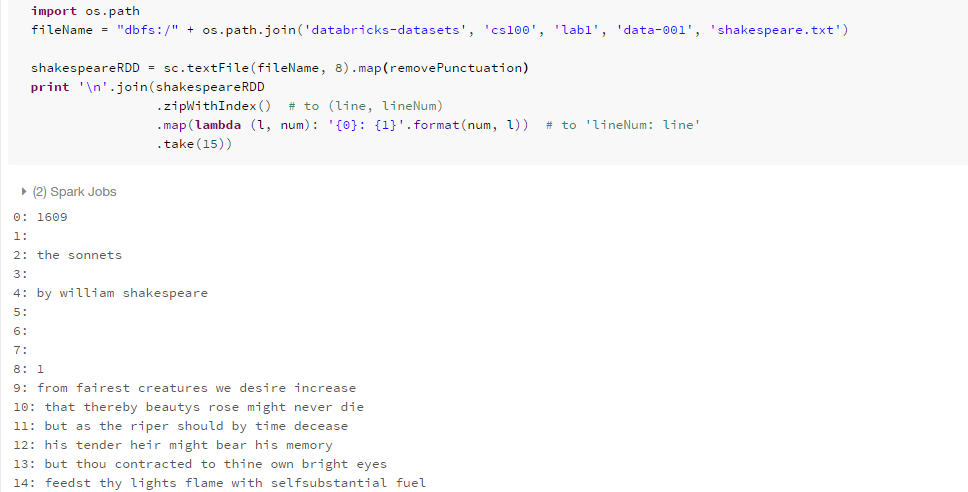 import os.path
fileName = "dbfs:/" + os.path.join('databricks-datasets', 'cs100', 'lab1', 'data-001', 'shakespeare.txt')
shakespeareRDD = sc.textFile(fileName, 8).map(removePunctuation)
print '\n'.join(shakespeareRDD
.zipWithIndex()  # to (line, lineNum)
.map(lambda (l, num): '{0}: {1}'.format(num, l))  # to 'lineNum: line'
.take(15))
(2) Spark Jobs
0: 1609
1:
2: the sonnets
3:
4: by william shakespeare
5:
6:
7:
8: 1
9: from fairest creatures we desire increase
10: that thereby beautys rose might never die
11: but as the riper should by time decease
12: his tender heir might bear his memory
13: but thou contracted to thine own bright eyes
14: feedst thy lights flame with selfsubstantial fuel